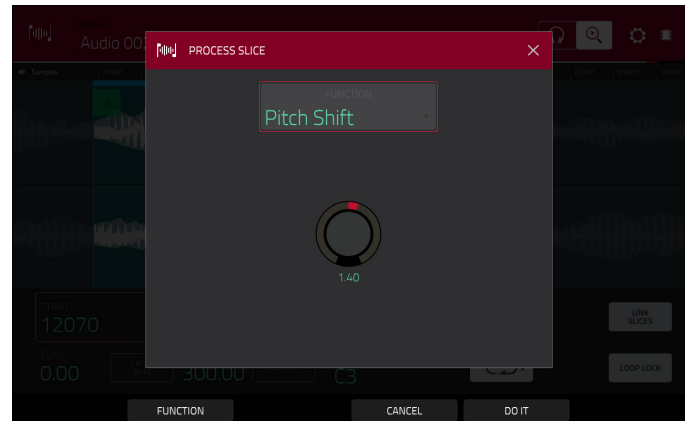 Audio 002
PROCESS SLICE
Samples
FUNCTION
Pitch Shift
1.40
START
12070
LINK
SLICES
TUNE
0.00
300.00
C3
LOOP LOCK
FUNCTION
CANCEL
DO IT